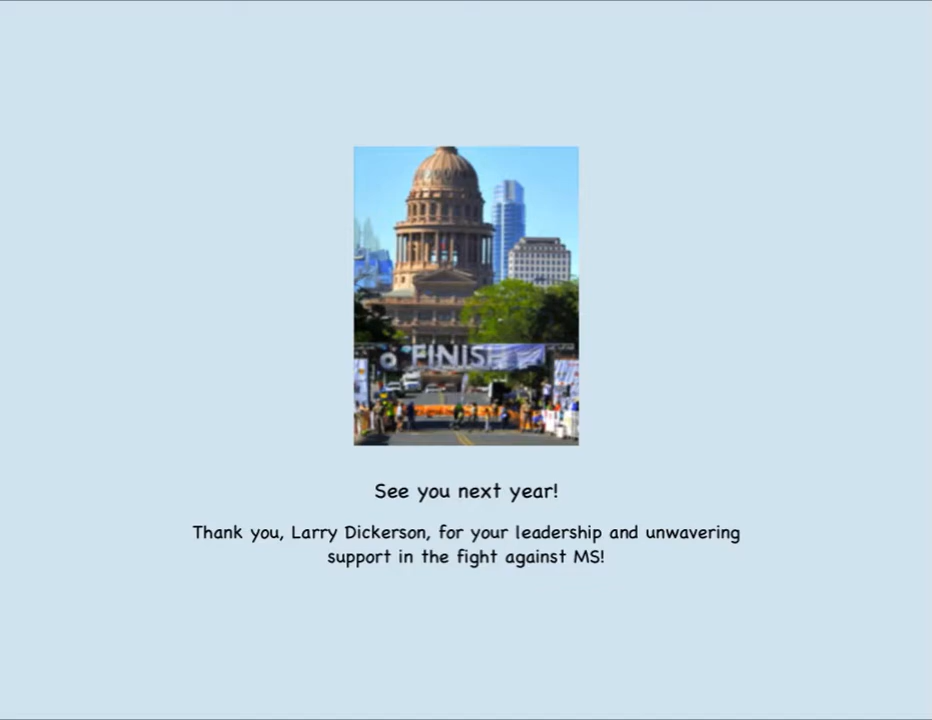 FINISH
See you next year!
Thank you, Larry Dickerson, for your leadership and unwavering
support in the fight against MS!